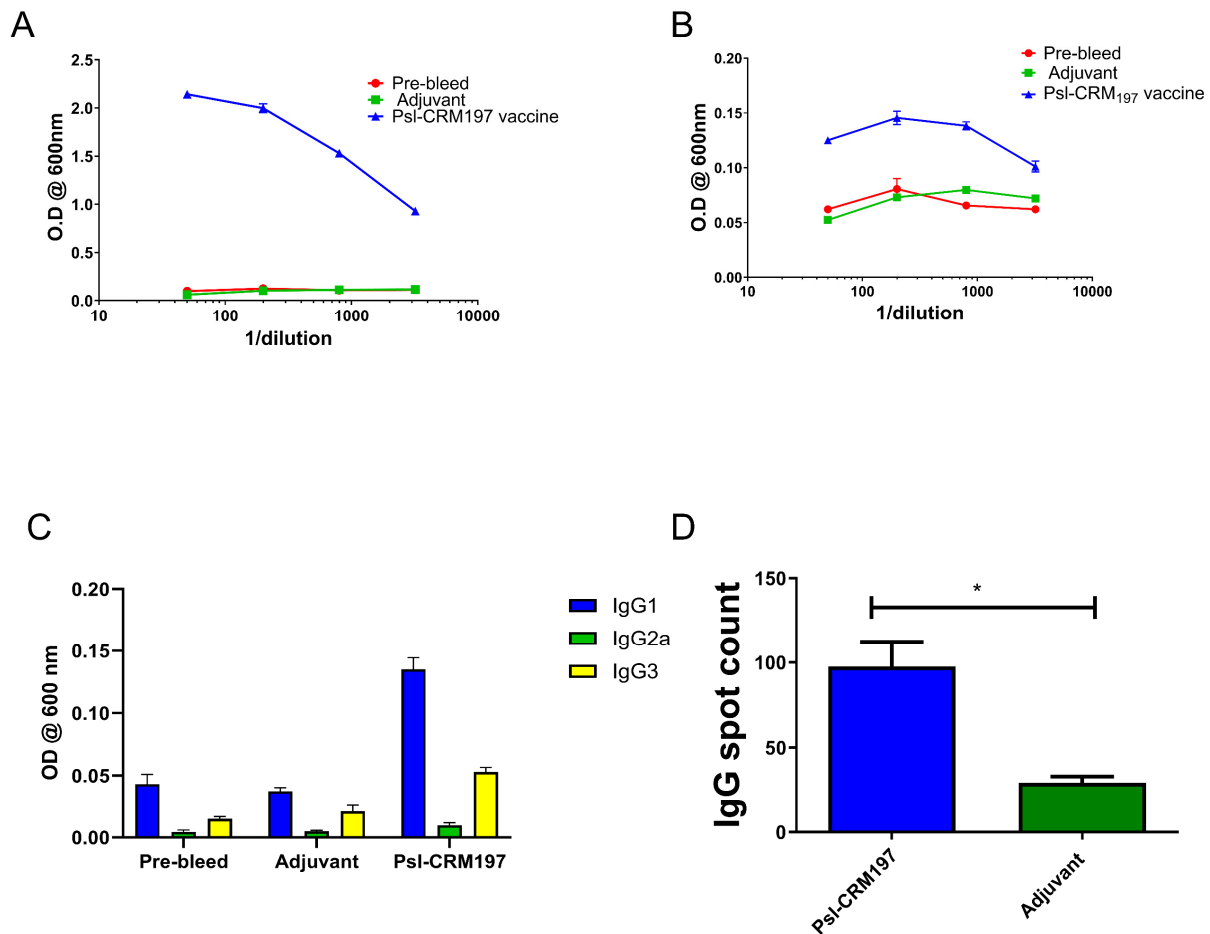 A
2.5
2.0
1.5
1.0
0.5
0.0
10
100
1000
10000
O.D @ 600nm
1/dilution
Pre-bleed
Adjuvant
Psl-CRM197 vaccine
B
0.20
0.15
0.10
0.05
0.00
10
100
1000
10000
O.D @ 600nm
1/dilution
Pre-bleed
Adjuvant
Psl-CRM₁₉₇ vaccine
C
0.20
0.15
0.10
0.05
0.00
OD @ 600 nm
Pre-bleed
Adjuvant
Psl-CRM197
IgG1
IgG2a
IgG3
D
150
100
50
0
IgG spot count
*
Psl-CRM197
Adjuvant